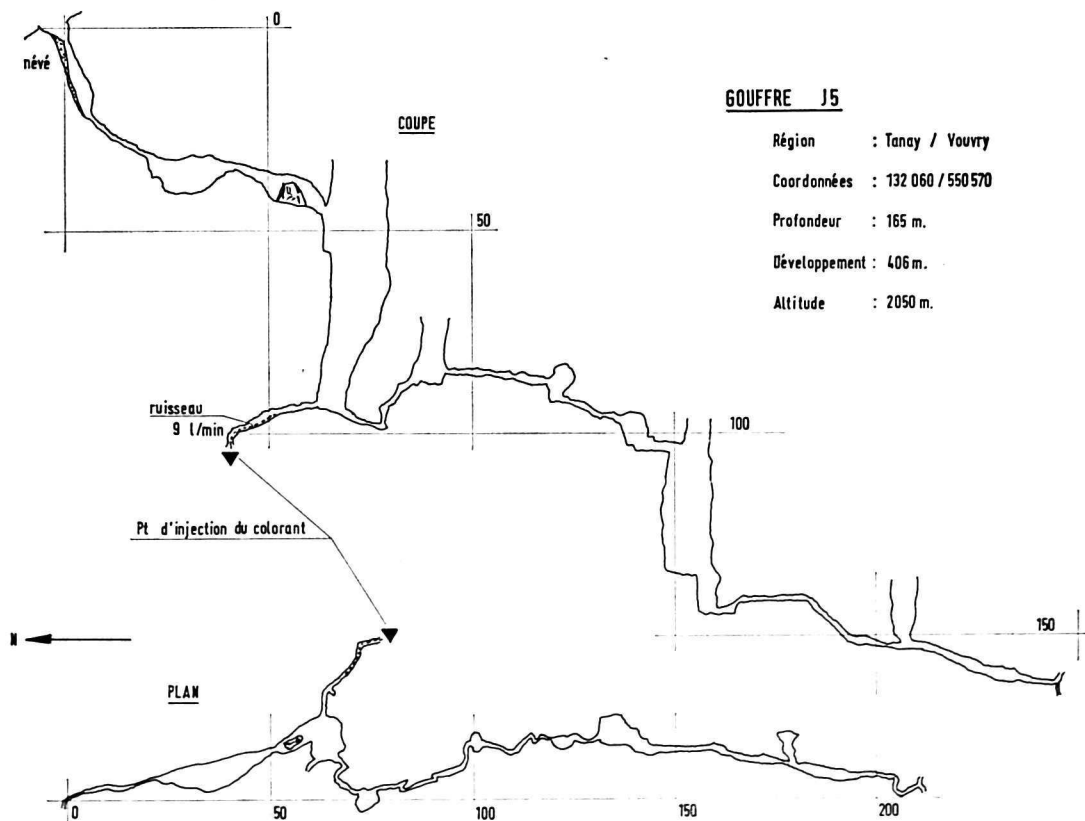 0
névé
COUPE
50
GOUFFRE J5
Région : Tanay / Vouvry
Coordonnées : 132 060 / 550 570
Profondeur : 165 m.
Développement : 406 m.
Altitude : 2050 m.
ruisseau
9 l/min
100
Pt d'injection du colorant
150
N
PLAN
0
50
100
150
200